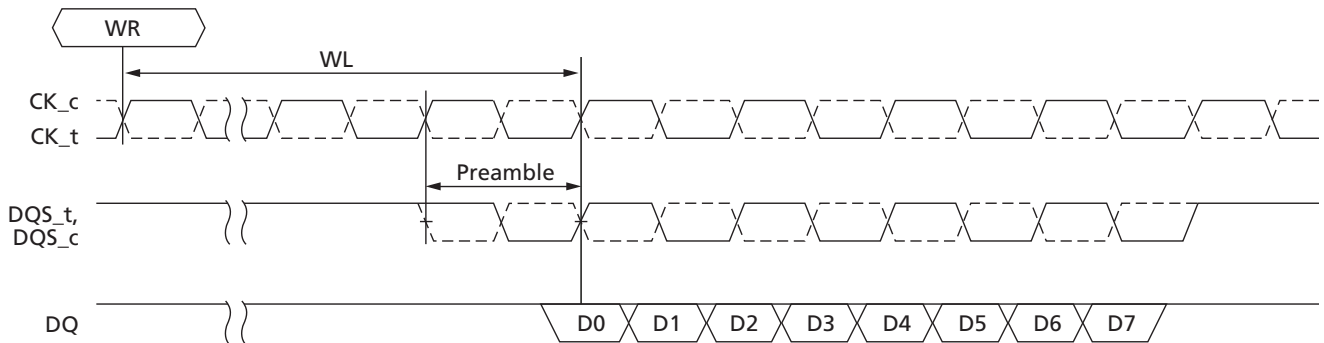 WR
WL
CK_c
CK_t
Preamble
DQS_t,
DQS_c
DQ
D0 D1 D2 D3 D4 D5 D6 D7